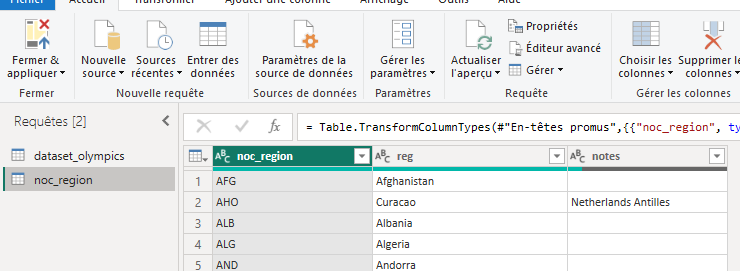 Fichier Accueil Transformer Ajouter une colonne Affichage Outils Aide
Fermer & appliquer
Nouvelle source
Sources récentes
Entrer des données
Paramètres de la source de données
Gérer les paramètres
Actualiser l'aperçu
Propriétés
Éditeur avancé
Gérer
Choisir les colonnes
Supprimer les colonnes
Fermer
Nouvelle requête
Sources de données
Paramètres
Requête
Gérer les colonnes
Requêtes [2]
dataset_olympics
noc_region
fx = Table.TransformColumnTypes(#"En-têtes promus",{{"noc_region", ty
ABC noc_region ABC reg ABC notes
1 AFG Afghanistan
2 AHO Curacao Netherlands Antilles
3 ALB Albania
4 ALG Algeria
5 AND Andorra